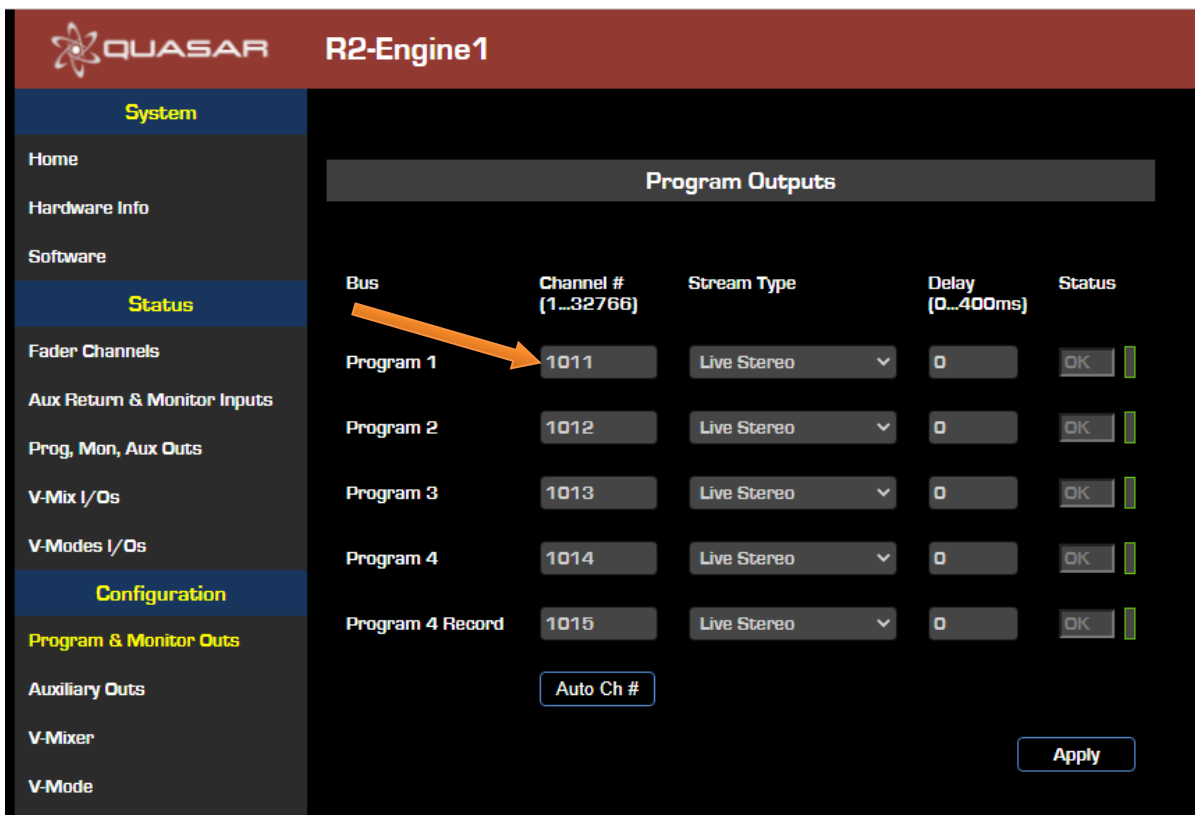 QUASAR R2-Engine1
System
Home
Hardware Info
Software
Status
Fader Channels
Aux Return & Monitor Inputs
Prog, Mon, Aux Outs
V-Mix I/Os
V-Modes I/Os
Configuration
Program & Monitor Outs
Auxiliary Outs
V-Mixer
V-Mode
Program Outputs
Bus Channel # Stream Type Delay Status
(1...32766) (0...400ms)
Program 1 1011 Live Stereo 0 OK
Program 2 1012 Live Stereo 0 OK
Program 3 1013 Live Stereo 0 OK
Program 4 1014 Live Stereo 0 OK
Program 4 Record 1015 Live Stereo 0 OK
Auto Ch #
Apply